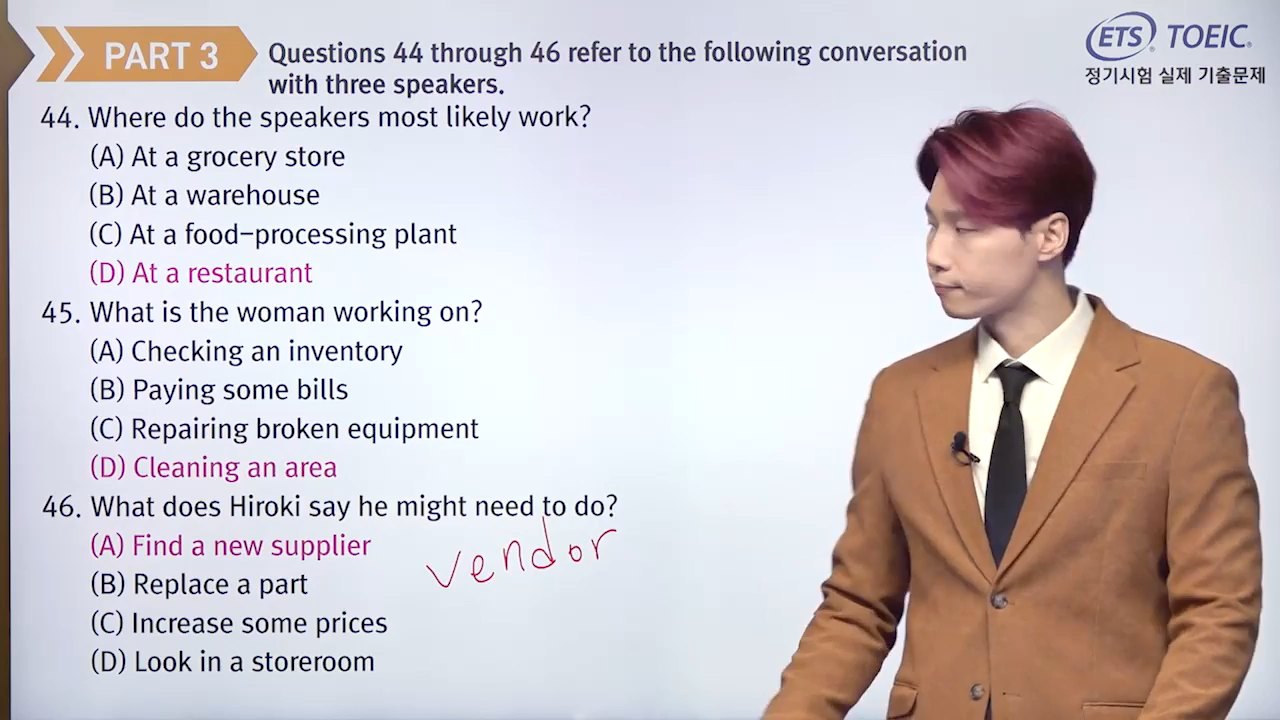 PART 3
Questions 44 through 46 refer to the following conversation
with three speakers.
ETS TOEIC
정기시험 실제 기출문제
44. Where do the speakers most likely work?
(A) At a grocery store
(B) At a warehouse
(C) At a food-processing plant
(D) At a restaurant
45. What is the woman working on?
(A) Checking an inventory
(B) Paying some bills
(C) Repairing broken equipment
(D) Cleaning an area
46. What does Hiroki say he might need to do?
(A) Find a new supplier
vendor
(B) Replace a part
(C) Increase some prices
(D) Look in a storeroom